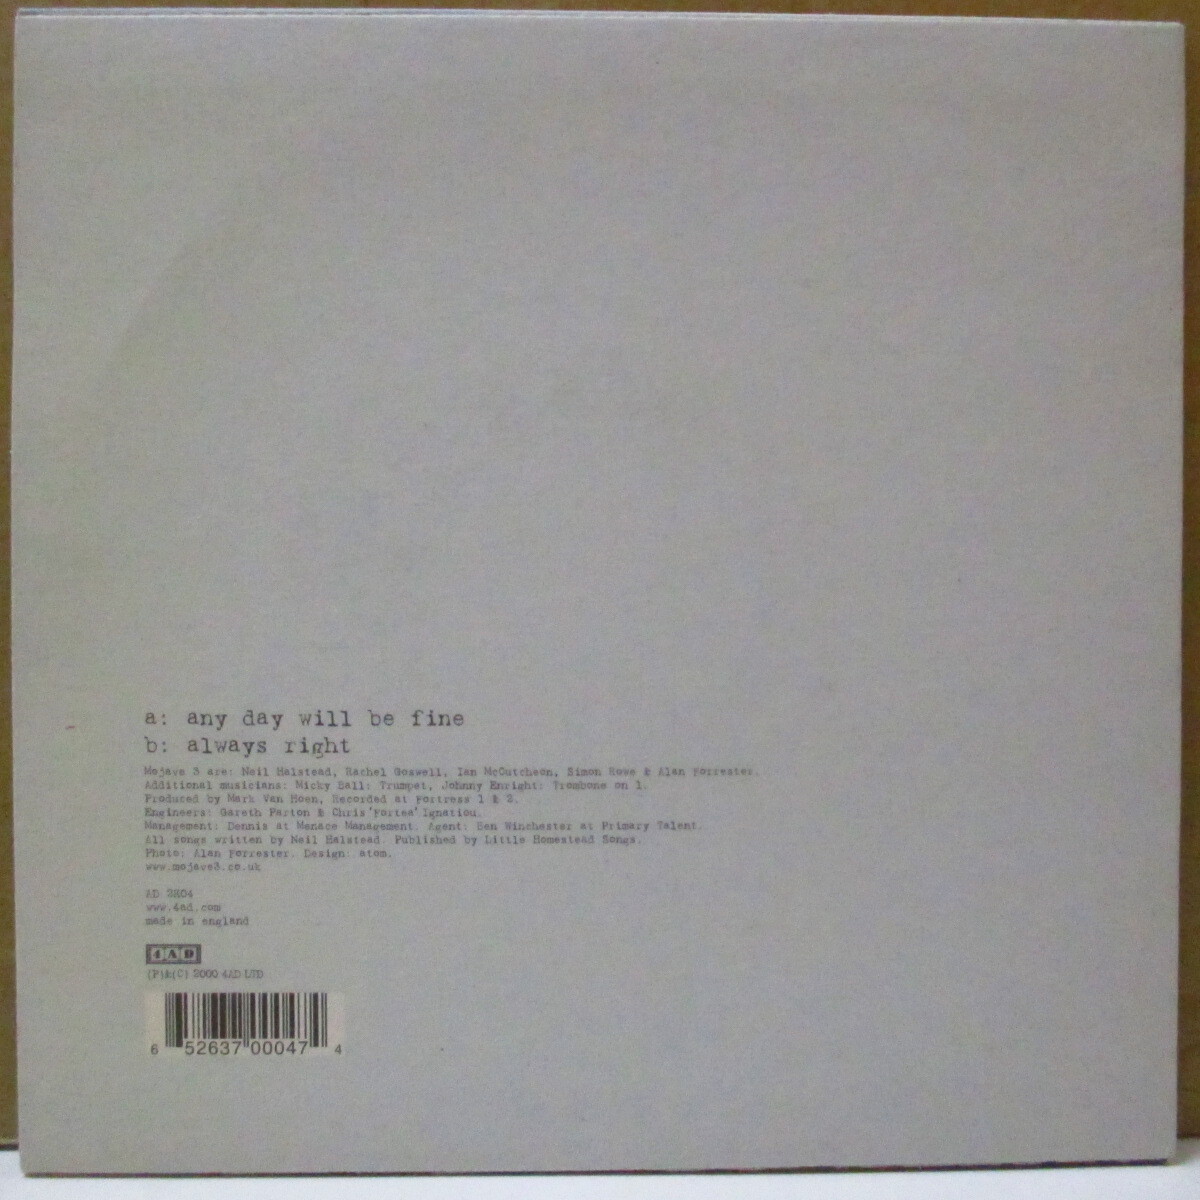 a: any day will be fine
b: always right
Mojave 3 are: Neil Halstead, Rachel Goswell, Ian McCutcheon, Simon Rowe & Alan Forrester.
Additional musicians: Micky Ball: Trumpet, Johnny Enright: Trombone on 1.
Produced by Mark Van Hoen, Recorded at Fortress 1 & 2.
Engineers: Gareth Parton & Chris 'Fortea' Ignatiou.
Management: Dennis at Menace Management. Agent: Ben Winchester at Primary Talent.
All songs written by Neil Halstead. Published by Little Homestead Songs.
Photo: Alan Forrester. Design: atom.
www.mojave3.co.uk
AD 2K04
www.4ad.com
made in england
4AD
(P)&(C) 2000 4AD LTD
6 52637 00047 4